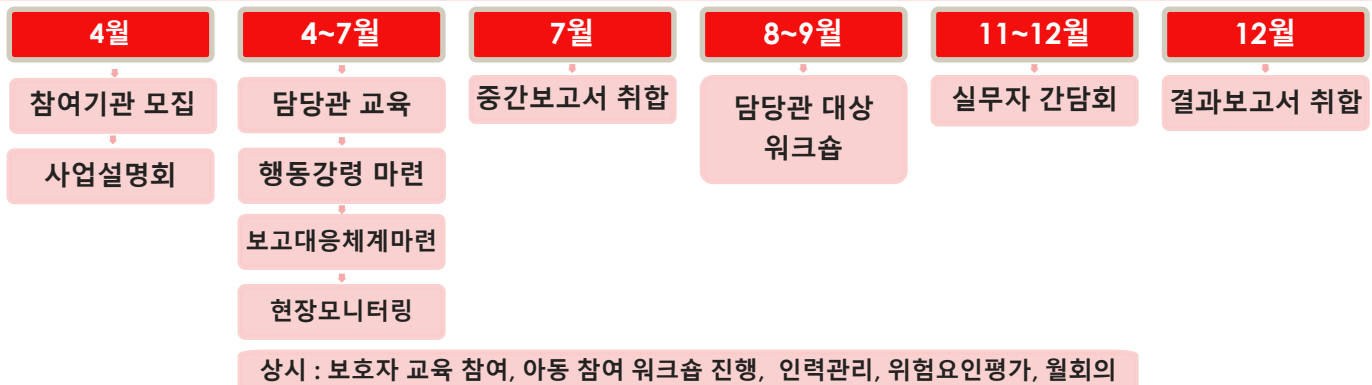 4월
참여기관 모집
사업설명회
4~7월
담당관 교육
행동강령 마련
보고대응체계마련
현장모니터링
7월
중간보고서 취합
8~9월
담당관 대상
워크숍
11~12월
실무자 간담회
12월
결과보고서 취합
상시 : 보호자 교육 참여, 아동 참여 워크숍 진행, 인력관리, 위험요인평가, 월회의